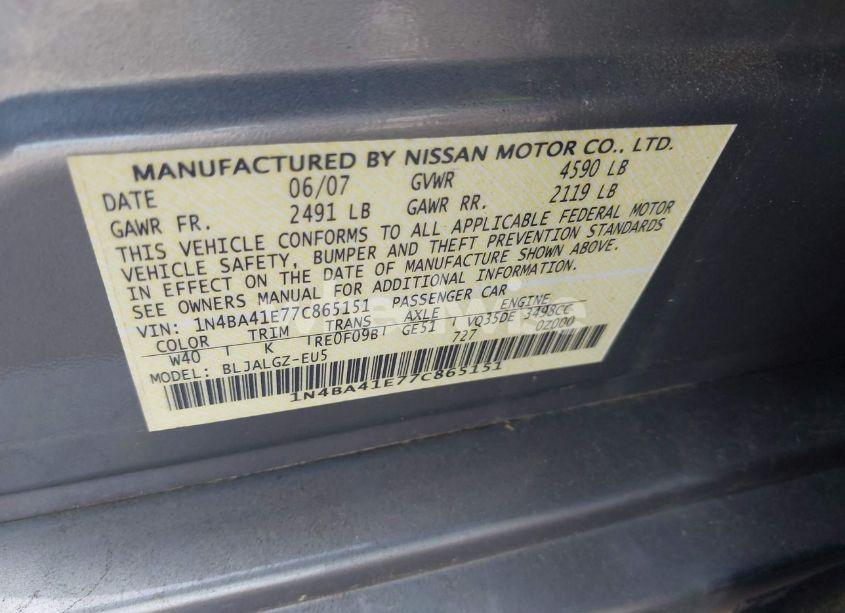 MANUFACTURED BY NISSAN MOTOR CO., LTD.
DATE 06/07 GVWR 4590 LB
GAWR FR. 2491 LB GAWR RR. 2119 LB
THIS VEHICLE CONFORMS TO ALL APPLICABLE FEDERAL MOTOR
VEHICLE SAFETY, BUMPER AND THEFT PREVENTION STANDARDS
IN EFFECT ON THE DATE OF MANUFACTURE SHOWN ABOVE.
SEE OWNERS MANUAL FOR ADDITIONAL INFORMATION.
VIN: 1N4BA41E77C865151 PASSENGER CAR
COLOR TRIM TRANS AXLE ENGINE
W40 K RE0F09B GE51 VQ35DE 3498CC
727 0Z000
MODEL: BLJALGZ-EU5
1N4BA41E77C865151